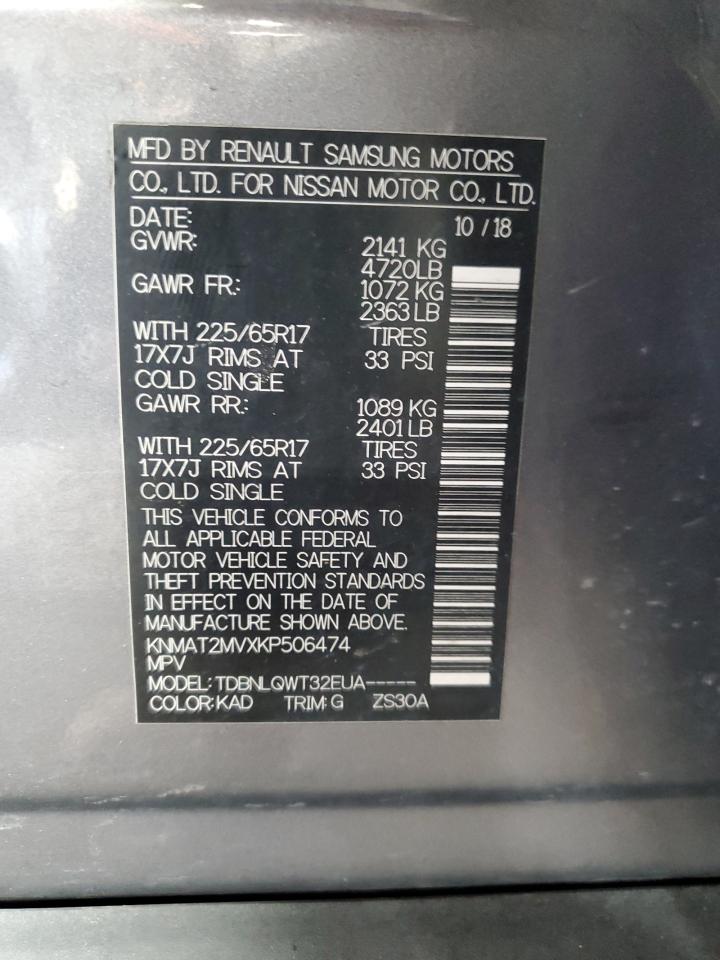 MFD BY RENAULT SAMSUNG MOTORS
CO., LTD. FOR NISSAN MOTOR CO., LTD.
DATE: 10 / 18
GVWR: 2141 KG
4720LB
GAWR FR.: 1072 KG
2363LB
WITH 225/65R17 TIRES
17X7J RIMS AT 33 PSI
COLD SINGLE
GAWR RR.: 1089 KG
2401LB
WITH 225/65R17 TIRES
17X7J RIMS AT 33 PSI
COLD SINGLE
THIS VEHICLE CONFORMS TO
ALL APPLICABLE FEDERAL
MOTOR VEHICLE SAFETY AND
THEFT PREVENTION STANDARDS
IN EFFECT ON THE DATE OF
MANUFACTURE SHOWN ABOVE.
KNMAT2MVXKP506474
MPV
MODEL: TDBNLQWT32EUA-----
COLOR: KAD TRIM: G ZS30A